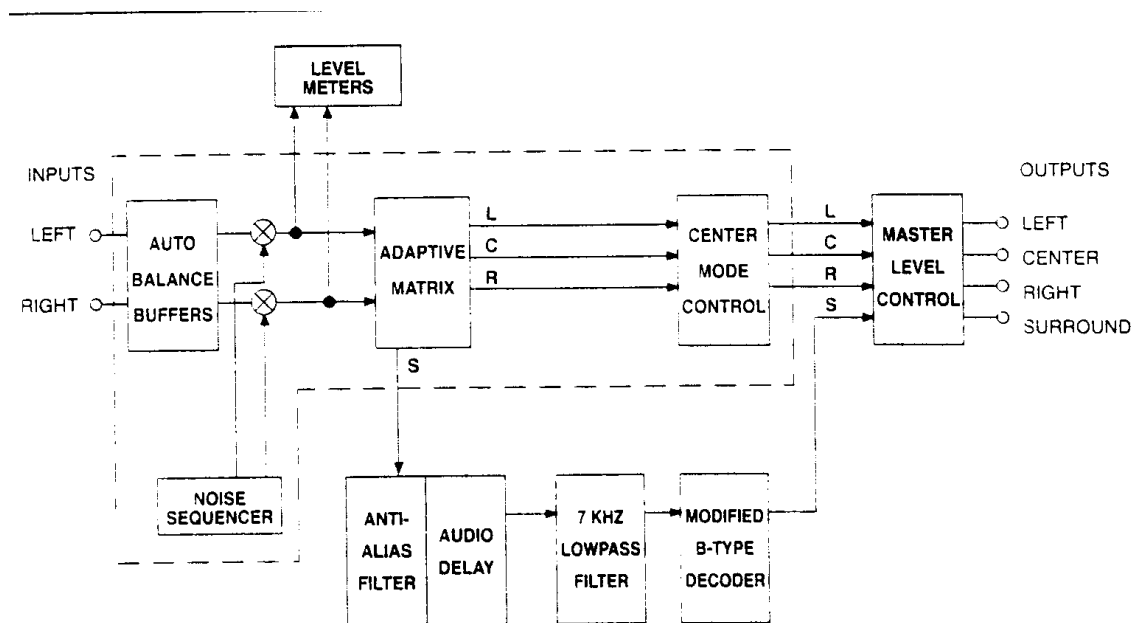 LEVEL
METERS
INPUTS
OUTPUTS
LEFT
RIGHT
AUTO
BALANCE
BUFFERS
ADAPTIVE
MATRIX
L
C
R
CENTER
MODE
CONTROL
L
C
R
S
MASTER
LEVEL
CONTROL
LEFT
CENTER
RIGHT
SURROUND
S
NOISE
SEQUENCER
ANTI-
ALIAS
FILTER
AUDIO
DELAY
7 KHZ
LOWPASS
FILTER
MODIFIED
B-TYPE
DECODER